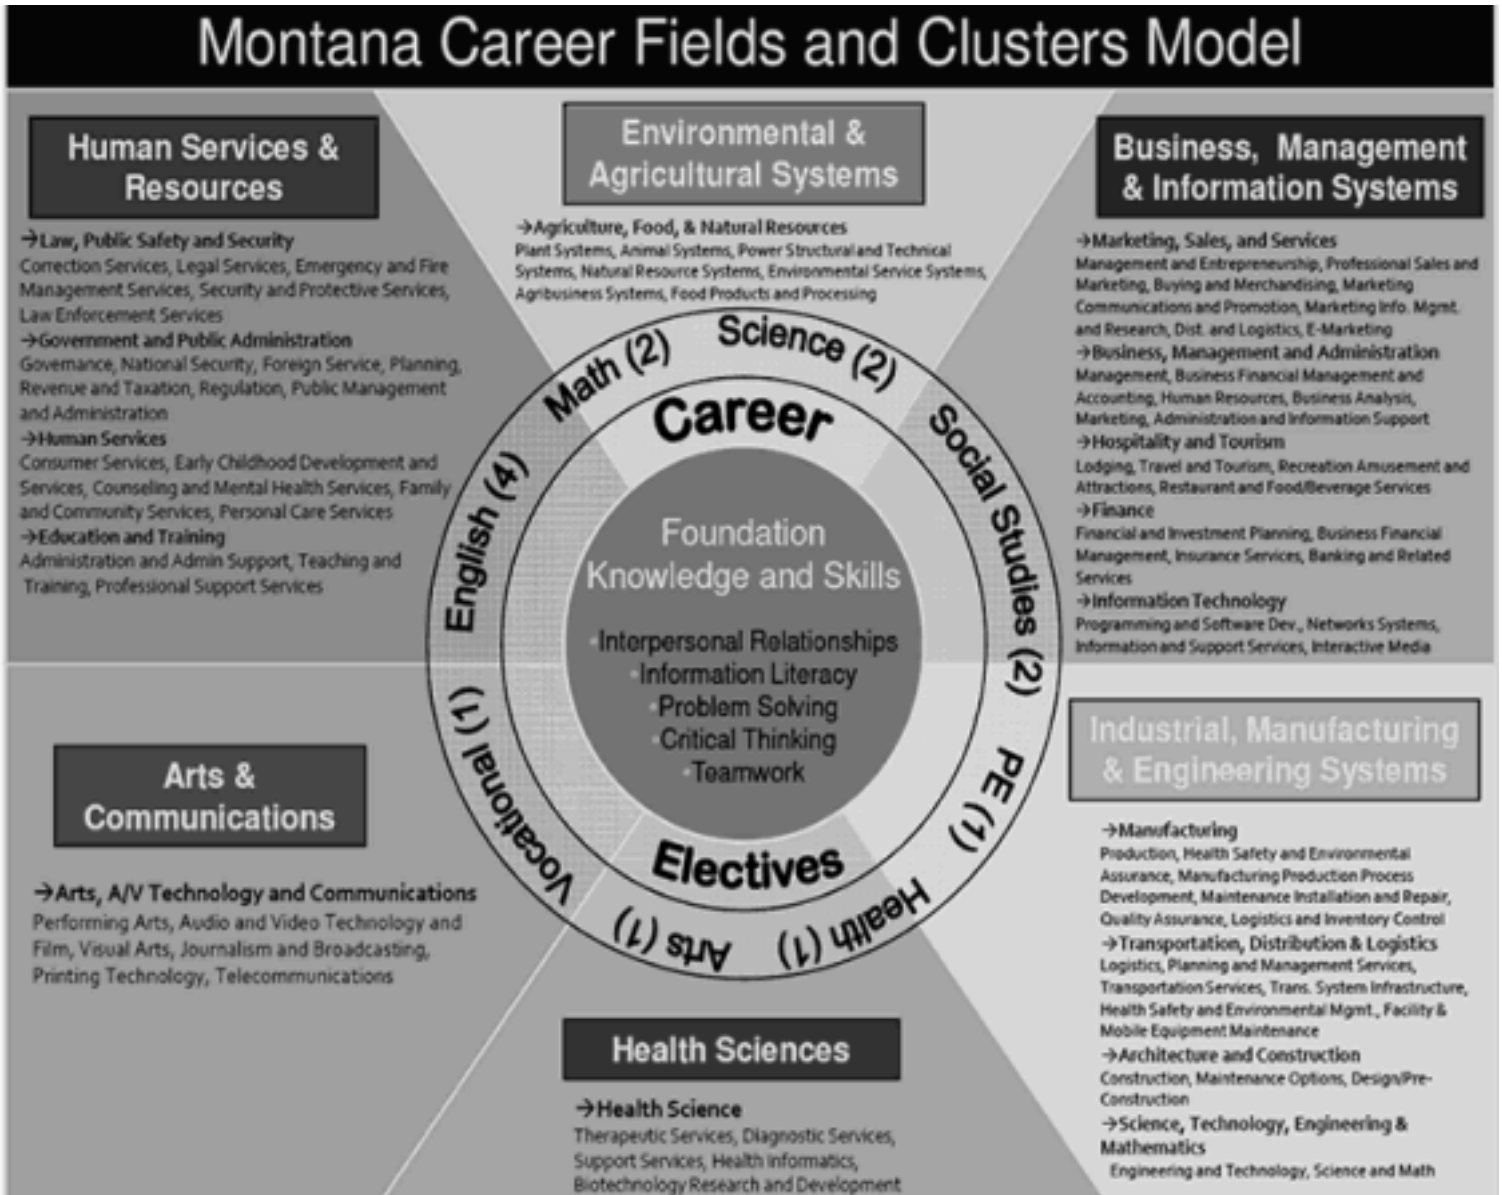 Montana Career Fields and Clusters Model
Human Services &
Resources
→Law, Public Safety and Security
Correction Services, Legal Services, Emergency and Fire
Management Services, Security and Protective Services,
Law Enforcement Services
→Government and Public Administration
Governance, National Security, Foreign Service, Planning,
Revenue and Taxation, Regulation, Public Management
and Administration
→Human Services
Consumer Services, Early Childhood Development and
Services, Counseling and Mental Health Services, Family
and Community Services, Personal Care Services
→Education and Training
Administration and Admin Support, Teaching and
Training, Professional Support Services
Environmental &
Agricultural Systems
→Agriculture, Food, & Natural Resources
Plant Systems, Animal Systems, Power Structural and Technical
Systems, Natural Resource Systems, Environmental Service Systems,
Agribusiness Systems, Food Products and Processing
Business, Management
& Information Systems
→Marketing, Sales, and Services
Management and Entrepreneurship, Professional Sales and
Marketing, Buying and Merchandising, Marketing
Communications and Promotion, Marketing Info. Mgmt.
and Research, Dist. and Logistics, E-Marketing
→Business, Management and Administration
Management, Business Financial Management and
Accounting, Human Resources, Business Analysis,
Marketing, Administration and Information Support
→Hospitality and Tourism
Lodging, Travel and Tourism, Recreation Amusement and
Attractions, Restaurant and Food/Beverage Services
→Finance
Financial and Investment Planning, Business Financial
Management, Insurance Services, Banking and Related
Services
→Information Technology
Programming and Software Dev., Networks Systems,
Information and Support Services, Interactive Media
Math (2)
Science (2)
Social Studies (2)
PE (1)
Health (1)
Arts (1)
Vocational (1)
English (4)
Career
Foundation
Knowledge and Skills
•Interpersonal Relationships
•Information Literacy
•Problem Solving
•Critical Thinking
•Teamwork
Electives
Arts &
Communications
→Arts, A/V Technology and Communications
Performing Arts, Audio and Video Technology and
Film, Visual Arts, Journalism and Broadcasting,
Printing Technology, Telecommunications
Health Sciences
→Health Science
Therapeutic Services, Diagnostic Services,
Support Services, Health Informatics,
Biotechnology Research and Development
Industrial, Manufacturing
& Engineering Systems
→Manufacturing
Production, Health Safety and Environmental
Assurance, Manufacturing Production Process
Development, Maintenance Installation and Repair,
Quality Assurance, Logistics and Inventory Control
→Transportation, Distribution & Logistics
Logistics, Planning and Management Services,
Transportation Services, Trans. System Infrastructure,
Health Safety and Environmental Mgmt., Facility &
Mobile Equipment Maintenance
→Architecture and Construction
Construction, Maintenance Options, Design/Pre-
Construction
→Science, Technology, Engineering &
Mathematics
Engineering and Technology, Science and Math